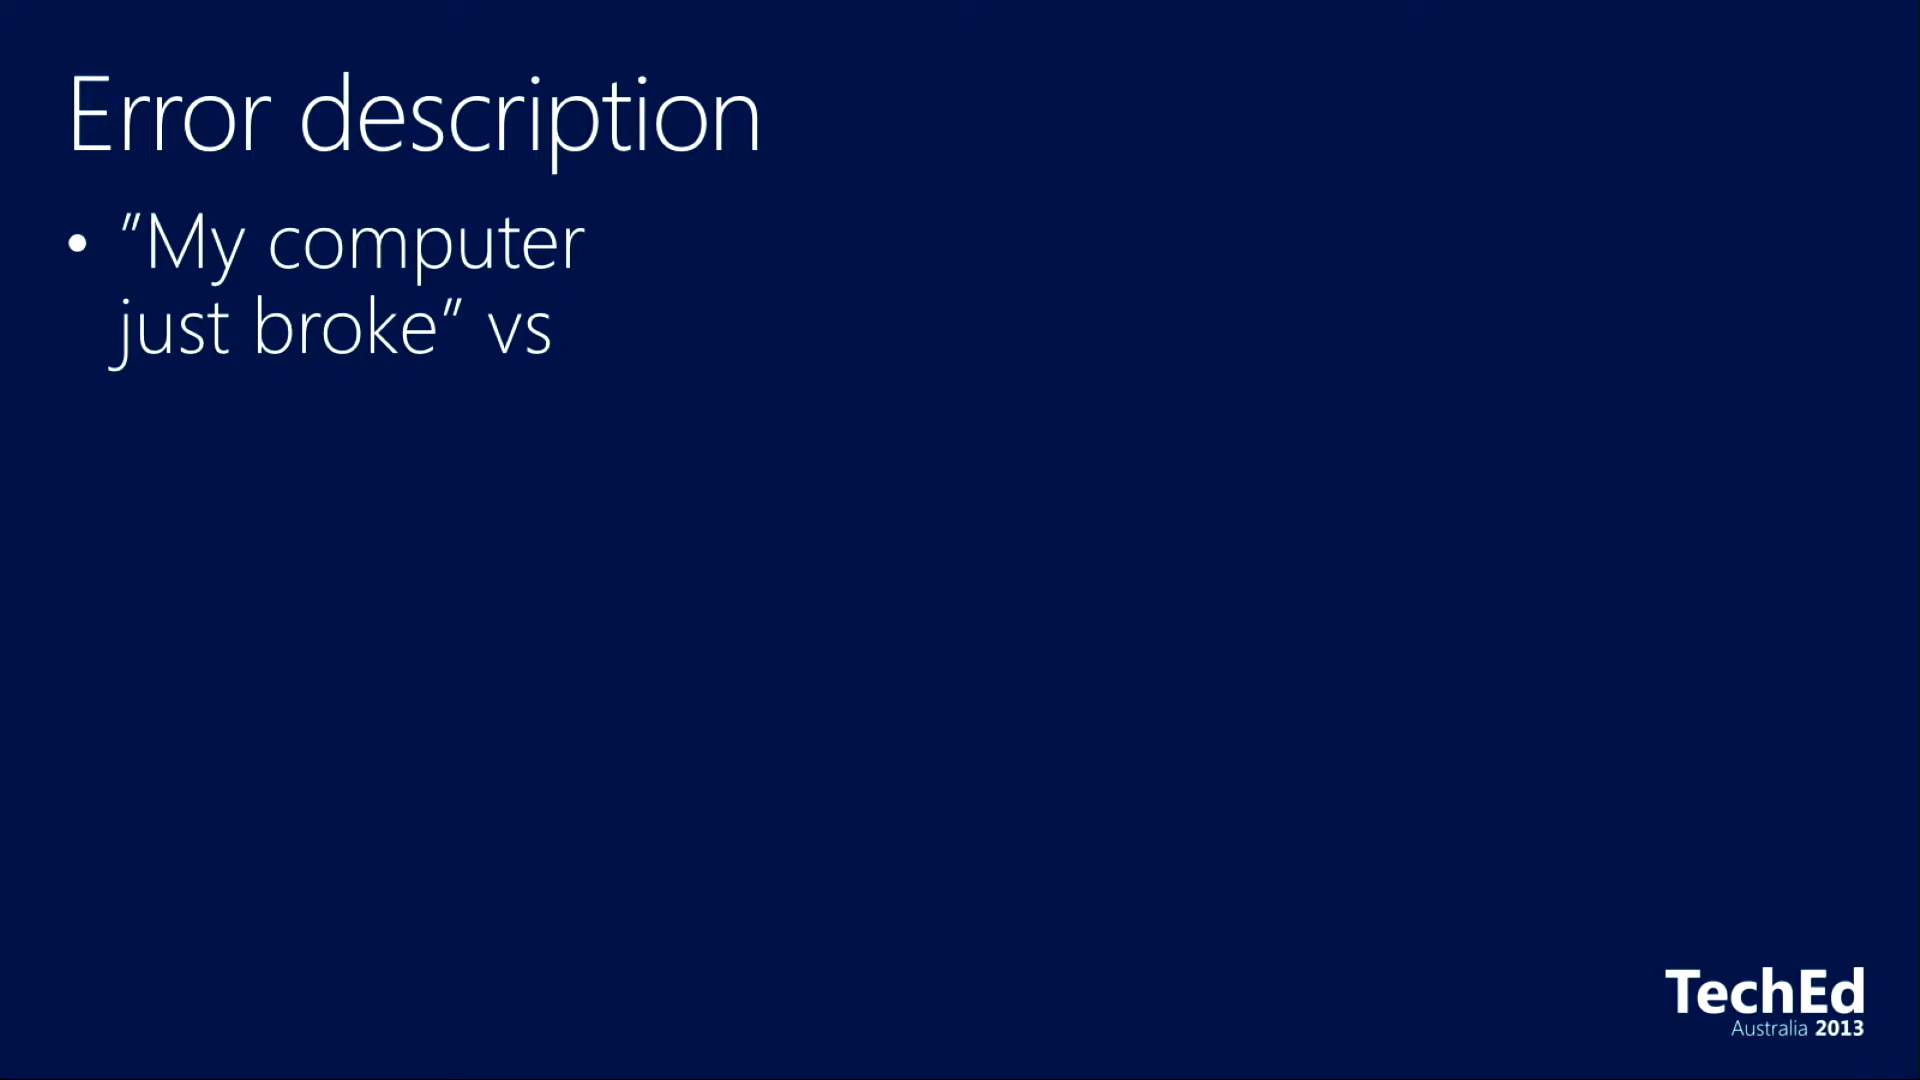 Error description
• "My computer
just broke" vs
TechEd
Australia 2013